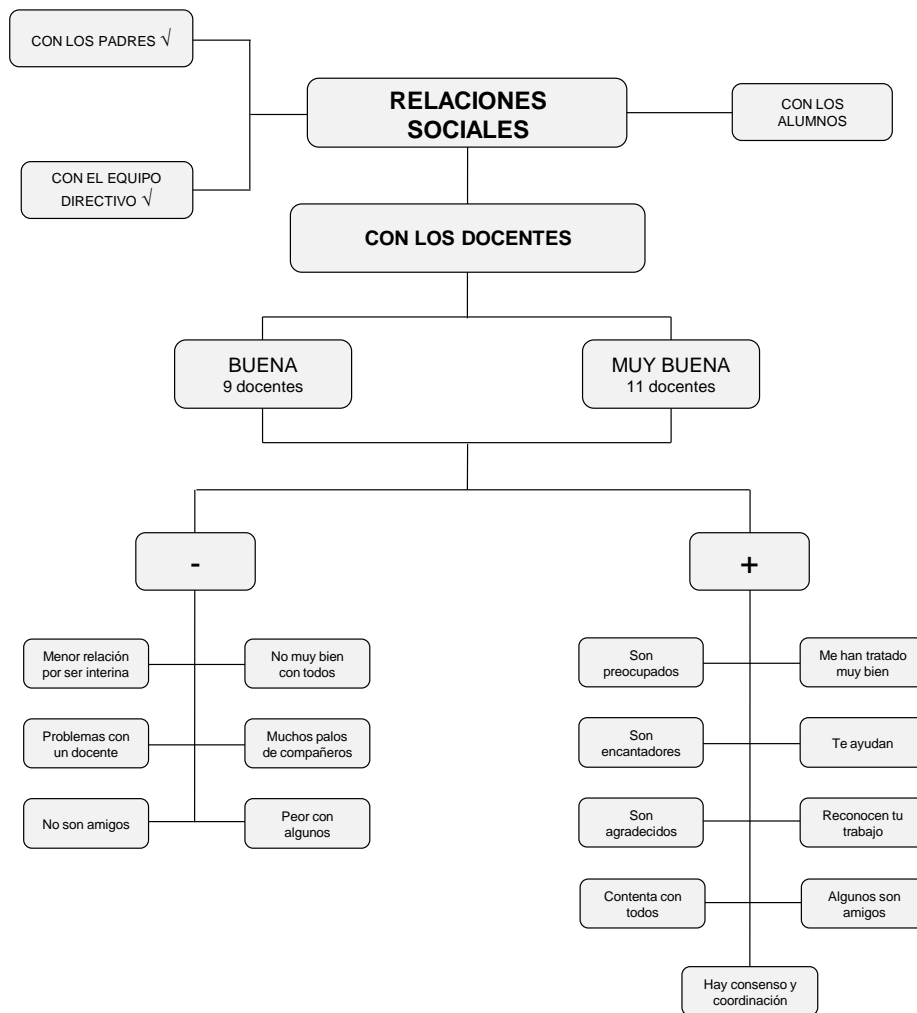 CON LOS PADRES √
RELACIONES
SOCIALES
CON LOS
ALUMNOS
CON EL EQUIPO
DIRECTIVO √
CON LOS DOCENTES
BUENA
9 docentes
MUY BUENA
11 docentes
-
+
Menor relación
por ser interina
No muy bien
con todos
Problemas con
un docente
Muchos palos
de compañeros
No son amigos
Peor con
algunos
Son
preocupados
Me han tratado
muy bien
Son
encantadores
Te ayudan
Son
agradecidos
Reconocen tu
trabajo
Contenta con
todos
Algunos son
amigos
Hay consenso y
coordinación